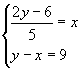 { (2y-6)/5 = x
y-x=9